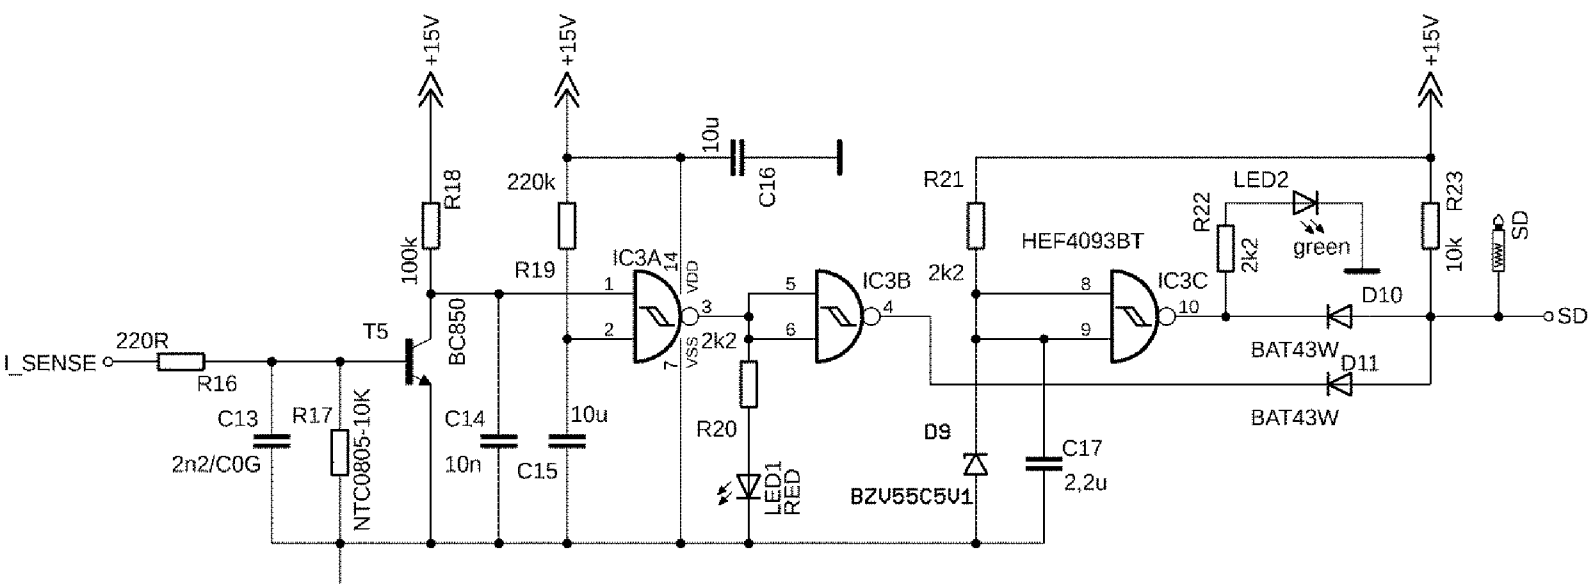 +15V
+15V
+15V
10u
C16
R18
100k
220k
R19
IC3A
14
VDD
1
2
3
VSS
7
2k2
5
6
IC3B
4
R21
2k2
HEF4093BT
8
9
IC3C
10
R22
2k2
LED2
green
R23
10k
SD
SD
D10
BAT43W
D11
BAT43W
T5
BC850
I_SENSE
220R
R16
C13
2n2/C0G
R17
NTC0805-10K
C14
10n
10u
C15
R20
LED1
RED
D9
BZV55C5V1
C17
2,2u